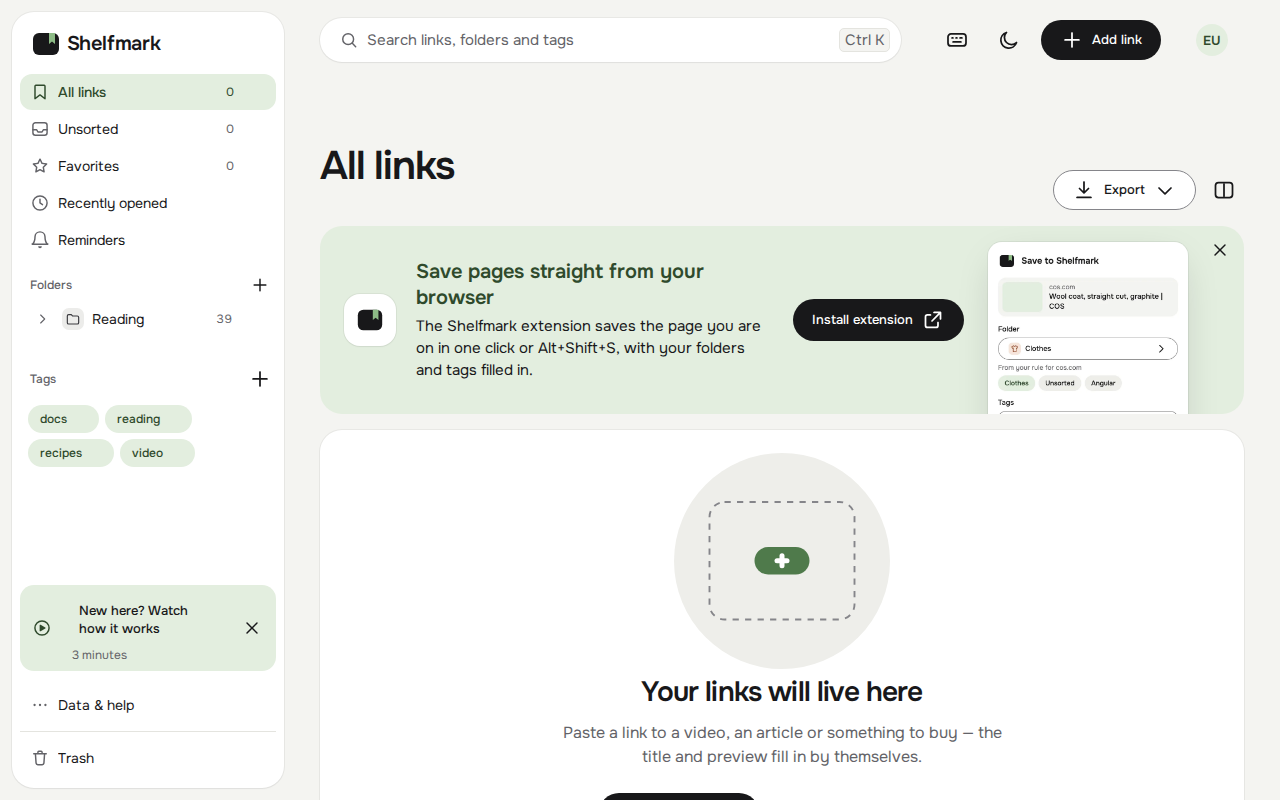 Shelfmark
All links 0
Unsorted 0
Favorites 0
Recently opened
Reminders
Folders
Reading 39
Tags
docs reading
recipes video
New here? Watch
how it works
3 minutes
Data & help
Trash
Search links, folders and tags Ctrl K
Add link
EU
All links
Export
Save pages straight from your
browser
The Shelfmark extension saves the page you are
on in one click or Alt+Shift+S, with your folders
and tags filled in.
Install extension
Save to Shelfmark
cos.com
Wool coat, straight cut, graphite |
COS
Folder
Clothes
From your rule for cos.com
Clothes Unsorted Angular
Tags
Your links will live here
Paste a link to a video, an article or something to buy — the
title and preview fill in by themselves.